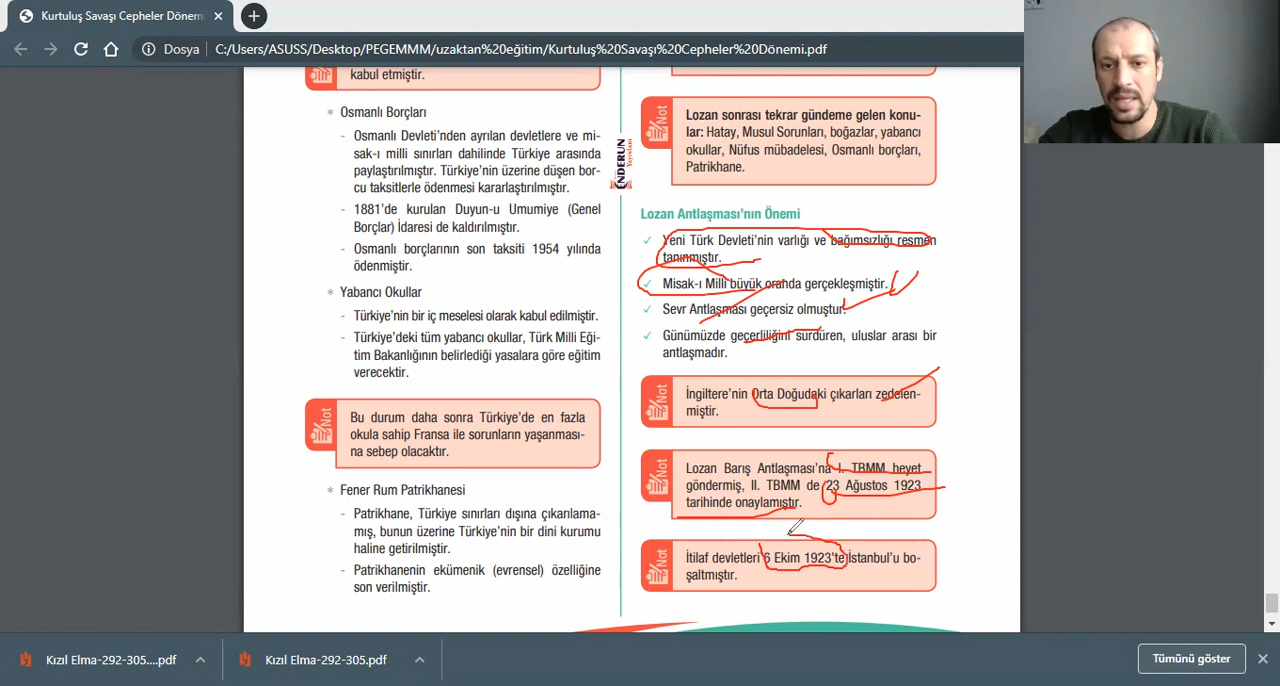 Kurtuluş Savaşı Cepheler Dönem
Dosya
C:/Users/ASUSS/Desktop/PEGEMMM/uzaktan%20eğitim/Kurtuluş%20Savaşı%20Cepheler%20Dönemi.pdf
kabul etmiştir.
* Osmanlı Borçları
- Osmanlı Devleti'nden ayrılan devletlere ve mi-
sak-ı milli sınırları dahilinde Türkiye arasında
paylaştırılmıştır. Türkiye'nin üzerine düşen bor-
cu taksitlerle ödenmesi kararlaştırılmıştır.
- 1881'de kurulan Duyun-u Umumiye (Genel
Borçlar) İdaresi de kaldırılmıştır.
- Osmanlı borçlarının son taksiti 1954 yılında
ödenmiştir.
* Yabancı Okullar
- Türkiye'nin bir iç meselesi olarak kabul edilmiştir.
- Türkiye'deki tüm yabancı okullar, Türk Milli Eği-
tim Bakanlığının belirlediği yasalara göre eğitim
verecektir.
Not
Bu durum daha sonra Türkiye'de en fazla
okula sahip Fransa ile sorunların yaşanması-
na sebep olacaktır.
* Fener Rum Patrikhanesi
- Patrikhane, Türkiye sınırları dışına çıkarılama-
mış, bunun üzerine Türkiye'nin bir dini kurumu
haline getirilmiştir.
- Patrikhanenin ekümenik (evrensel) özelliğine
son verilmiştir.
ENDERUN
Yayınları
Not
Lozan sonrası tekrar gündeme gelen konu-
lar: Hatay, Musul Sorunları, boğazlar, yabancı
okullar, Nüfus mübadelesi, Osmanlı borçları,
Patrikhane.
Lozan Antlaşması'nın Önemi
✓ Yeni Türk Devleti'nin varlığı ve bağımsızlığı resmen
tanınmıştır.
✓ Misak-ı Milli büyük oranda gerçekleşmiştir.
✓ Sevr Antlaşması geçersiz olmuştur.
✓ Günümüzde geçerliliğini sürdüren, uluslar arası bir
antlaşmadır.
Not
İngiltere'nin Orta Doğudaki çıkarları zedelen-
miştir.
Not
Lozan Barış Antlaşması'na I. TBMM heyet
göndermiş, II. TBMM de 23 Ağustos 1923
tarihinde onaylamıştır.
Not
İtilaf devletleri 6 Ekim 1923'te İstanbul'u bo-
şaltmıştır.
Kızıl Elma-292-305....pdf
Kızıl Elma-292-305.pdf
Tümünü göster